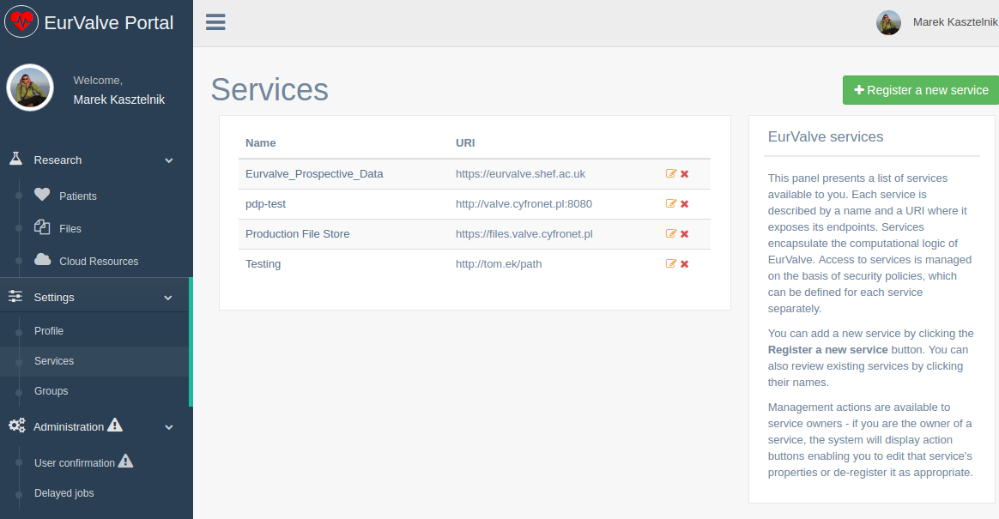 EurValve Portal
Marek Kasztelnik
Welcome,
Marek Kasztelnik
Research
Patients
Files
Cloud Resources
Settings
Profile
Services
Groups
Administration
User confirmation
Delayed jobs
Services
Register a new service
Name URI
Eurvalve_Prospective_Data https://eurvalve.shef.ac.uk
pdp-test http://valve.cyfronet.pl:8080
Production File Store https://files.valve.cyfronet.pl
Testing http://tom.ek/path
EurValve services
This panel presents a list of services
available to you. Each service is
described by a name and a URI where it
exposes its endpoints. Services
encapsulate the computational logic of
EurValve. Access to services is managed
on the basis of security policies, which
can be defined for each service
separately.
You can add a new service by clicking the
Register a new service button. You can
also review existing services by clicking
their names.
Management actions are available to
service owners - if you are the owner of a
service, the system will display action
buttons enabling you to edit that service's
properties or de-register it as appropriate.